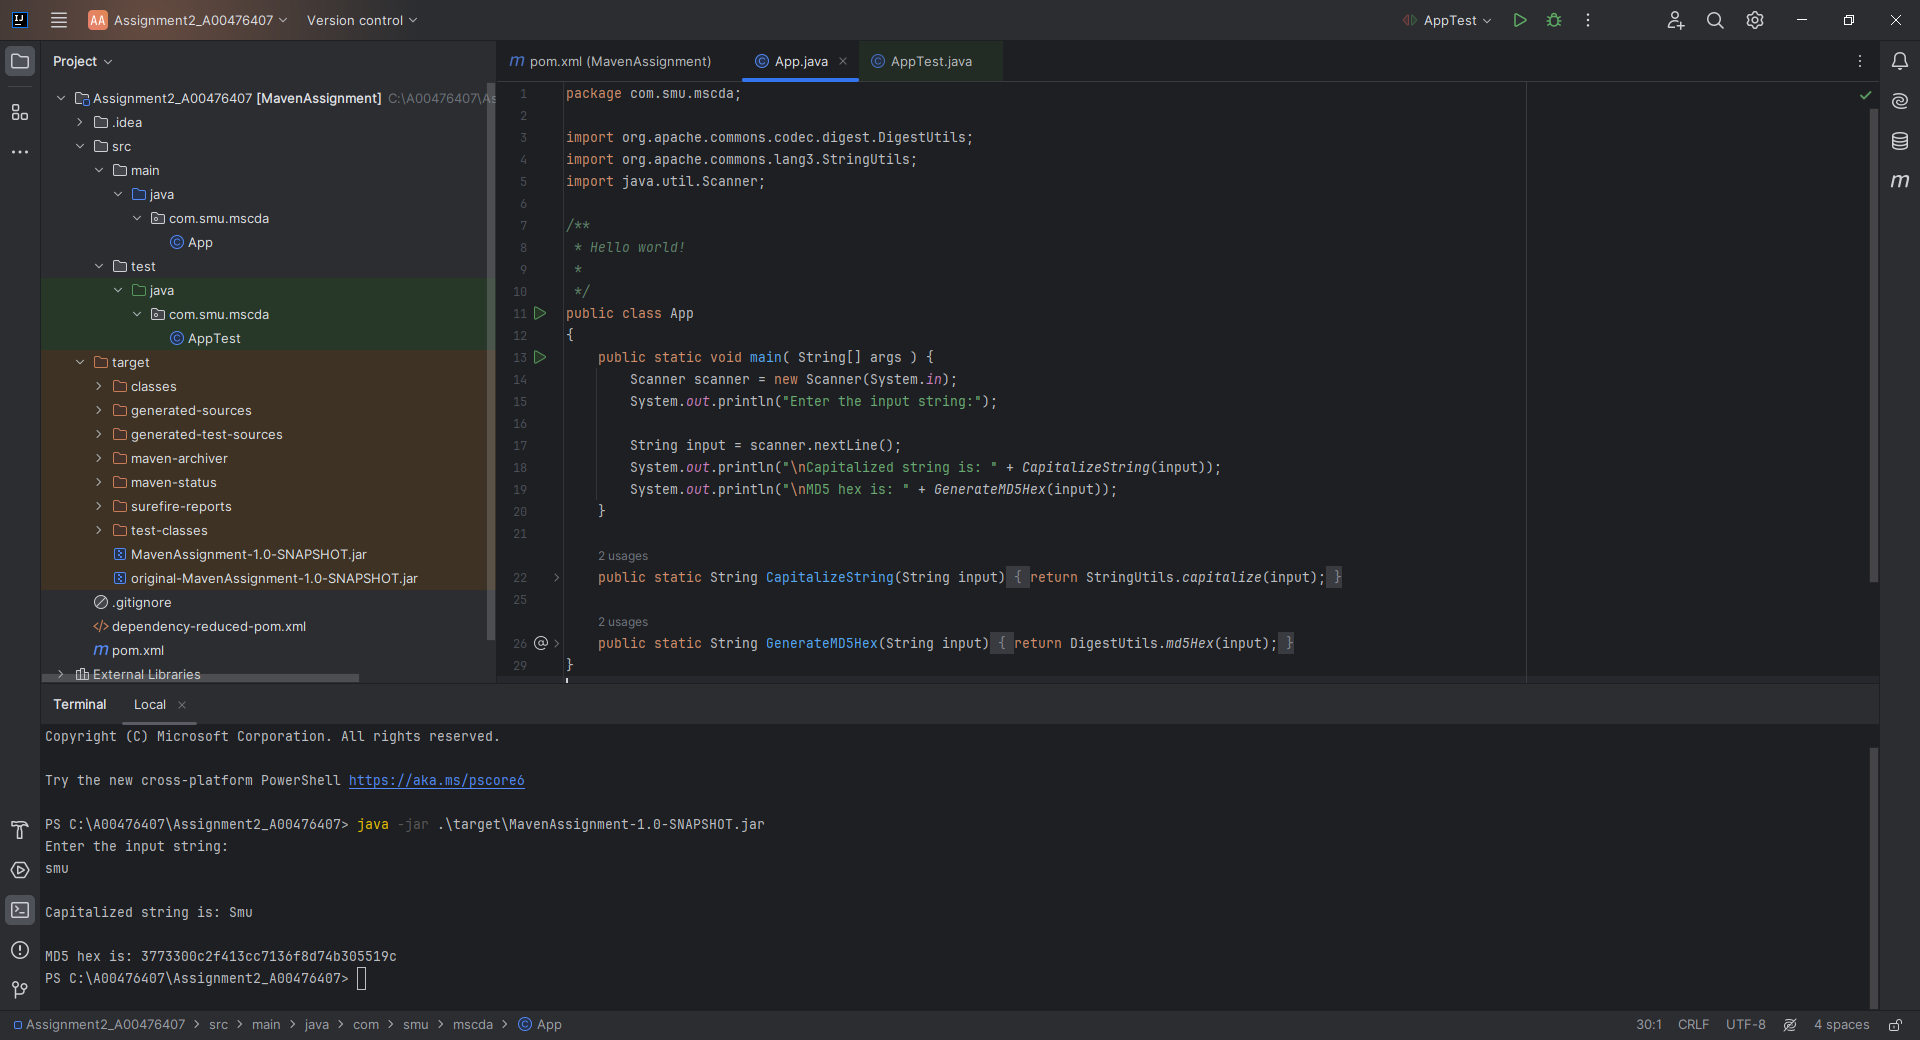 AA Assignment2_A00476407 Version control AppTest
Project
Assignment2_A00476407 [MavenAssignment] C:\A00476407\As
.idea
src
main
java
com.smu.mscda
App
test
java
com.smu.mscda
AppTest
target
classes
generated-sources
generated-test-sources
maven-archiver
maven-status
surefire-reports
test-classes
MavenAssignment-1.0-SNAPSHOT.jar
original-MavenAssignment-1.0-SNAPSHOT.jar
.gitignore
dependency-reduced-pom.xml
pom.xml
External Libraries
pom.xml (MavenAssignment) App.java AppTest.java
1 package com.smu.mscda;
2
3 import org.apache.commons.codec.digest.DigestUtils;
4 import org.apache.commons.lang3.StringUtils;
5 import java.util.Scanner;
6
7 /**
8 * Hello world!
9 *
10 */
11 public class App
12 {
13 public static void main( String[] args ) {
14 Scanner scanner = new Scanner(System.in);
15 System.out.println("Enter the input string:");
16
17 String input = scanner.nextLine();
18 System.out.println("\nCapitalized string is: " + CapitalizeString(input));
19 System.out.println("\nMD5 hex is: " + GenerateMD5Hex(input));
20 }
21
2 usages
22 public static String CapitalizeString(String input) { return StringUtils.capitalize(input); }
25
2 usages
26 @ public static String GenerateMD5Hex(String input) { return DigestUtils.md5Hex(input); }
29 }
Terminal Local
Copyright (C) Microsoft Corporation. All rights reserved.
Try the new cross-platform PowerShell https://aka.ms/pscore6
PS C:\A00476407\Assignment2_A00476407> java -jar .\target\MavenAssignment-1.0-SNAPSHOT.jar
Enter the input string:
smu
Capitalized string is: Smu
MD5 hex is: 3773300c2f413cc7136f8d74b305519c
PS C:\A00476407\Assignment2_A00476407>
Assignment2_A00476407 > src > main > java > com > smu > mscda > App 30:1 CRLF UTF-8 4 spaces